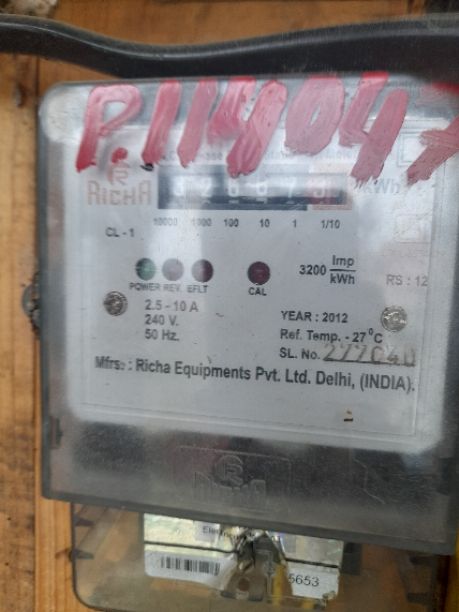 P.114047
RICHA
kWh
10000 1000 100 10 1 1/10
CL - 1
3200 Imp/kWh
RS : 12
POWER REV. EFLT CAL
2.5 - 10 A
240 V.
50 Hz.
YEAR : 2012
Ref. Temp. - 27°C
SL. No.
Mfrs. : Richa Equipments Pvt. Ltd. Delhi, (INDIA).
RICHA
5653